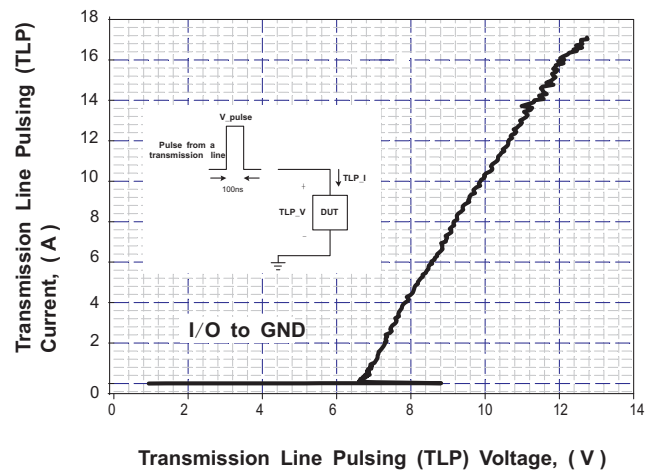 Transmission Line Pulsing (TLP)
Current, ( A )
18
16
14
12
10
8
6
4
2
0
V_pulse
Pulse from a
transmission line
100ns
TLP_I
+
TLP_V
DUT
−
I/O to GND
0
2
4
6
8
10
12
14
Transmission Line Pulsing (TLP) Voltage, ( V )